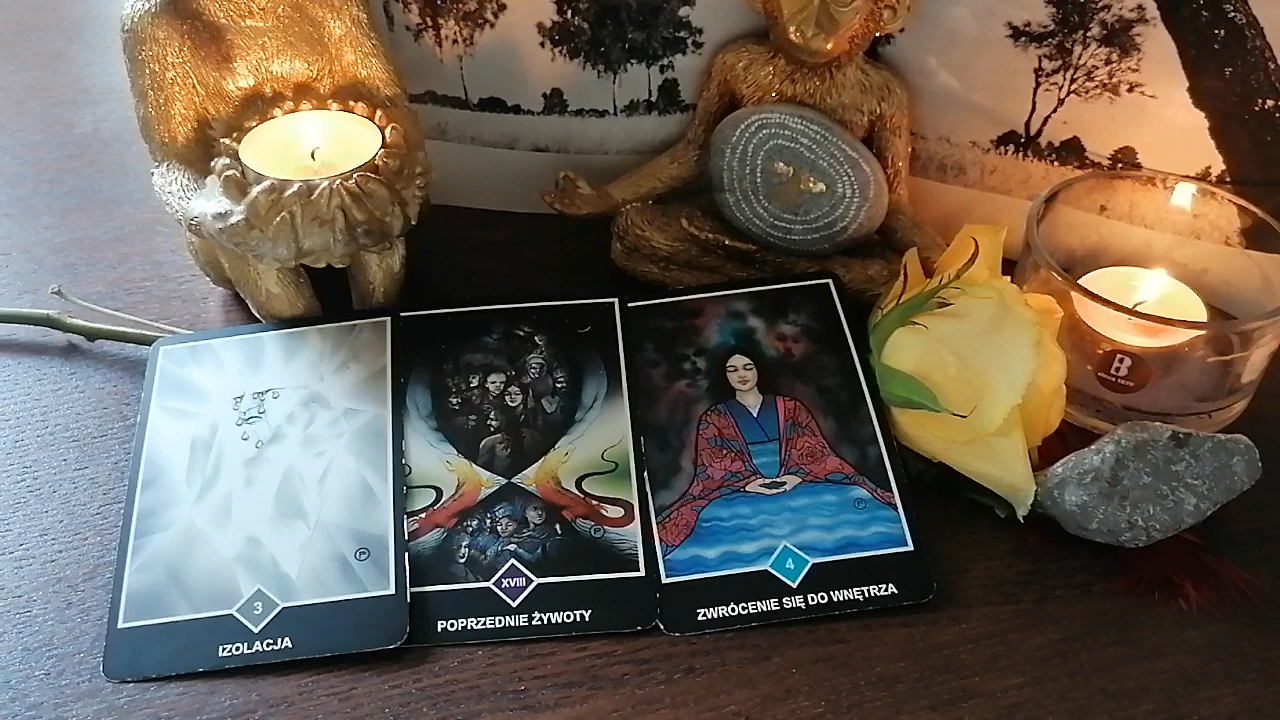 3
IZOLACJA
XVIII
POPRZEDNIE ŻYWOTY
4
ZWRÓCENIE SIĘ DO WNĘTRZA
B